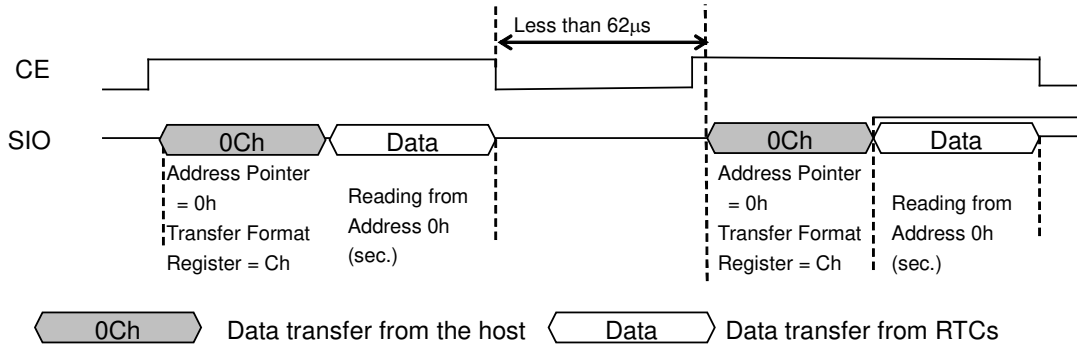 Less than 62μs
CE
SIO
0Ch
Data
0Ch
Data
Address Pointer
= 0h
Transfer Format
Register = Ch
Reading from
Address 0h
(sec.)
Address Pointer
= 0h
Transfer Format
Register = Ch
Reading from
Address 0h
(sec.)
0Ch Data transfer from the host Data Data transfer from RTCs